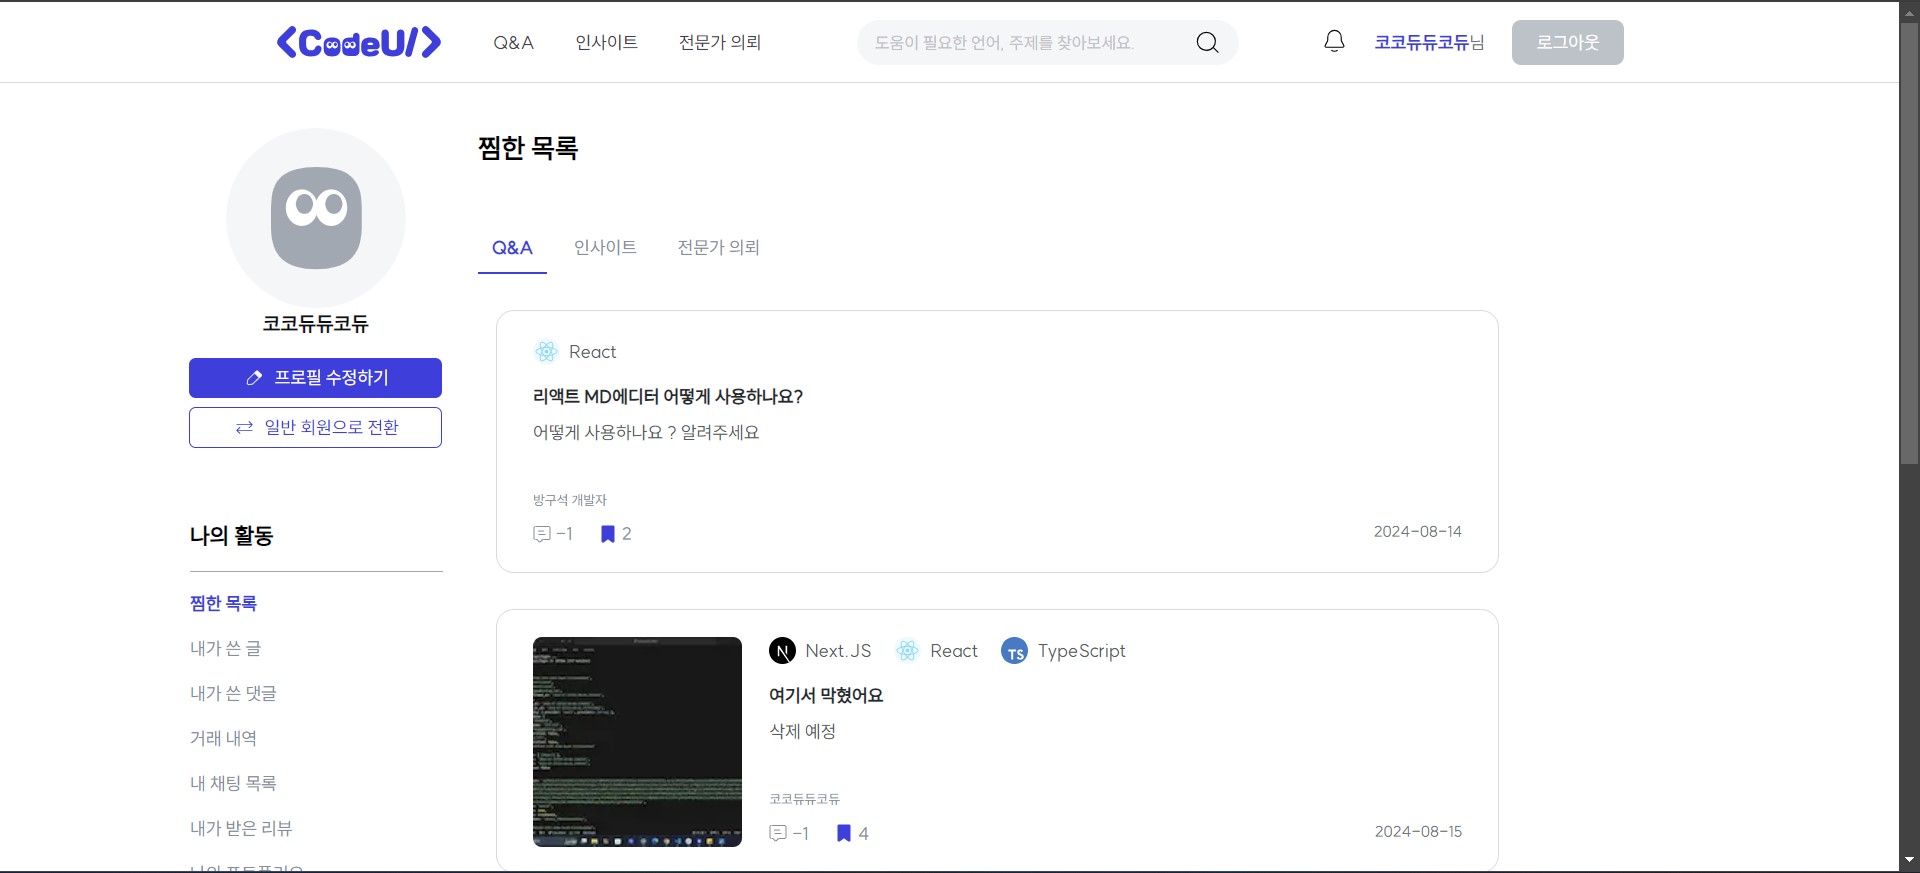 <CodeU/>
Q&A 인사이트 전문가 의뢰
도움이 필요한 언어, 주제를 찾아보세요.
코코듀듀코듀님
로그아웃
코코듀듀코듀
프로필 수정하기
일반 회원으로 전환
나의 활동
찜한 목록
내가 쓴 글
내가 쓴 댓글
거래 내역
내 채팅 목록
내가 받은 리뷰
찜한 목록
Q&A 인사이트 전문가 의뢰
React
리액트 MD에디터 어떻게 사용하나요?
어떻게 사용하나요 ? 알려주세요
방구석 개발자
-1 2 2024-08-14
N Next.JS React TS TypeScript
여기서 막혔어요
삭제 예정
코코듀듀코듀
-1 4 2024-08-15